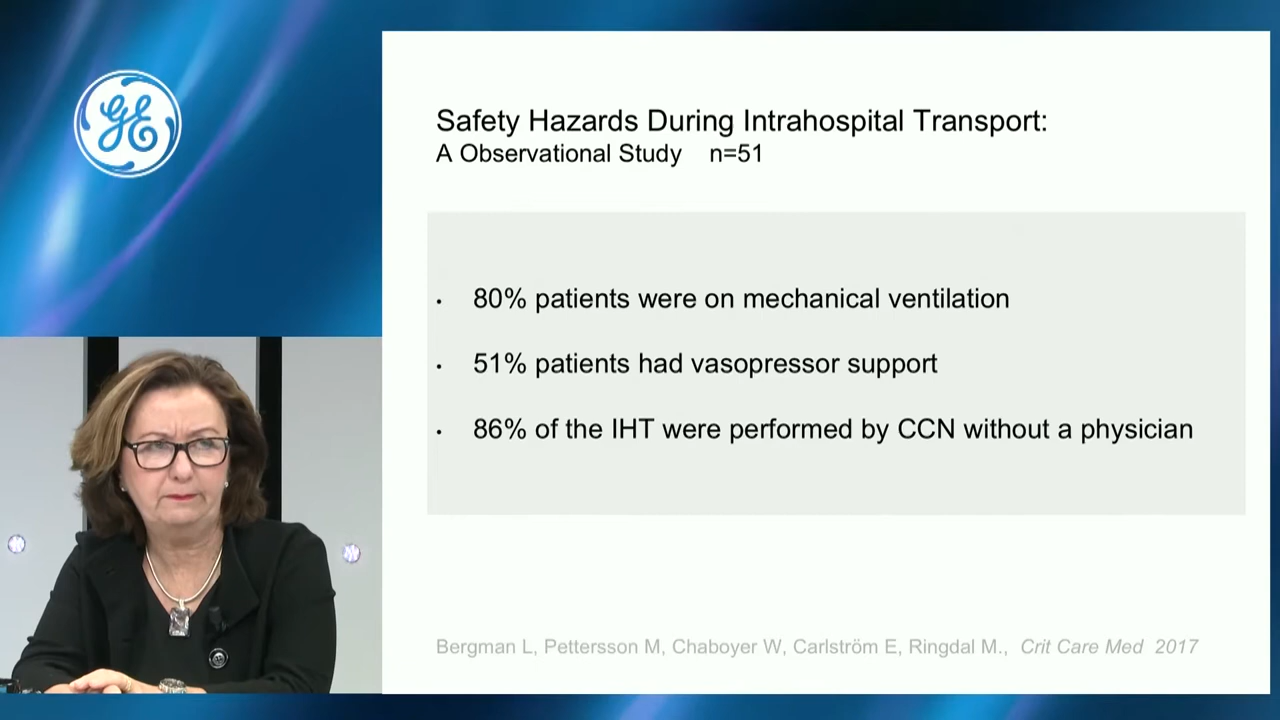 GE
Safety Hazards During Intrahospital Transport:
A Observational Study n=51
• 80% patients were on mechanical ventilation
• 51% patients had vasopressor support
• 86% of the IHT were performed by CCN without a physician
Bergman L, Pettersson M, Chaboyer W, Carlström E, Ringdal M., Crit Care Med 2017